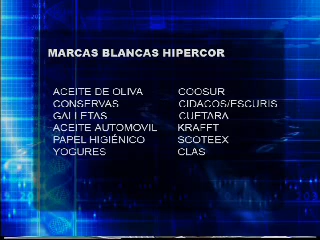 MARCAS BLANCAS HIPERCOR
ACEITE DE OLIVA COOSUR
CONSERVAS CIDACOS/ESCURIS
GALLETAS CUETARA
ACEITE AUTOMOVIL KRAFFT
PAPEL HIGIÉNICO SCOTEEX
YOGURES CLAS